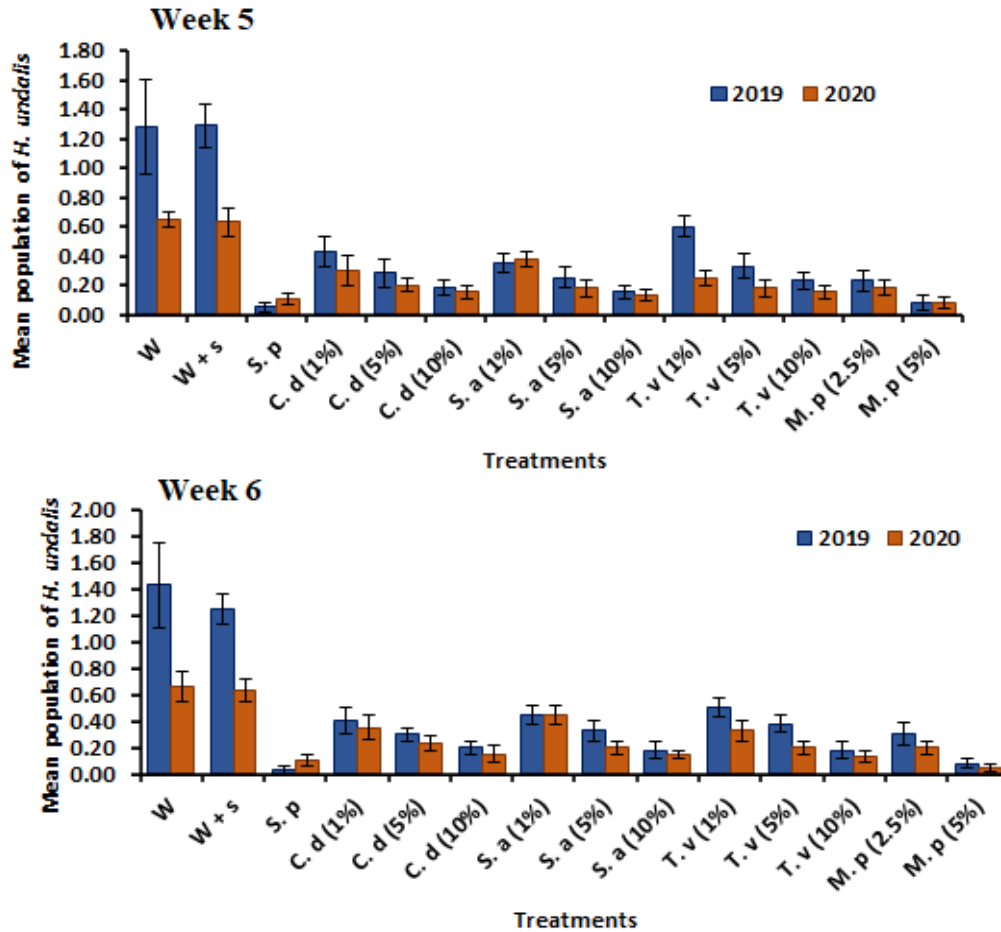 Week 5
Mean population of H. undalis
1.80
1.60
1.40
1.20
1.00
0.80
0.60
0.40
0.20
0.00
2019 2020
W W + s S. p C. d (1%) C. d (5%) C. d (10%) S. a (1%) S. a (5%) S. a (10%) T. v (1%) T. v (5%) T. v (10%) M. p (2.5%) M. p (5%)
Treatments
Week 6
Mean population of H. undalis
2.00
1.80
1.60
1.40
1.20
1.00
0.80
0.60
0.40
0.20
0.00
2019 2020
W W + s S. p C. d (1%) C. d (5%) C. d (10%) S. a (1%) S. a (5%) S. a (10%) T. v (1%) T. v (5%) T. v (10%) M. p (2.5%) M. p (5%)
Treatments